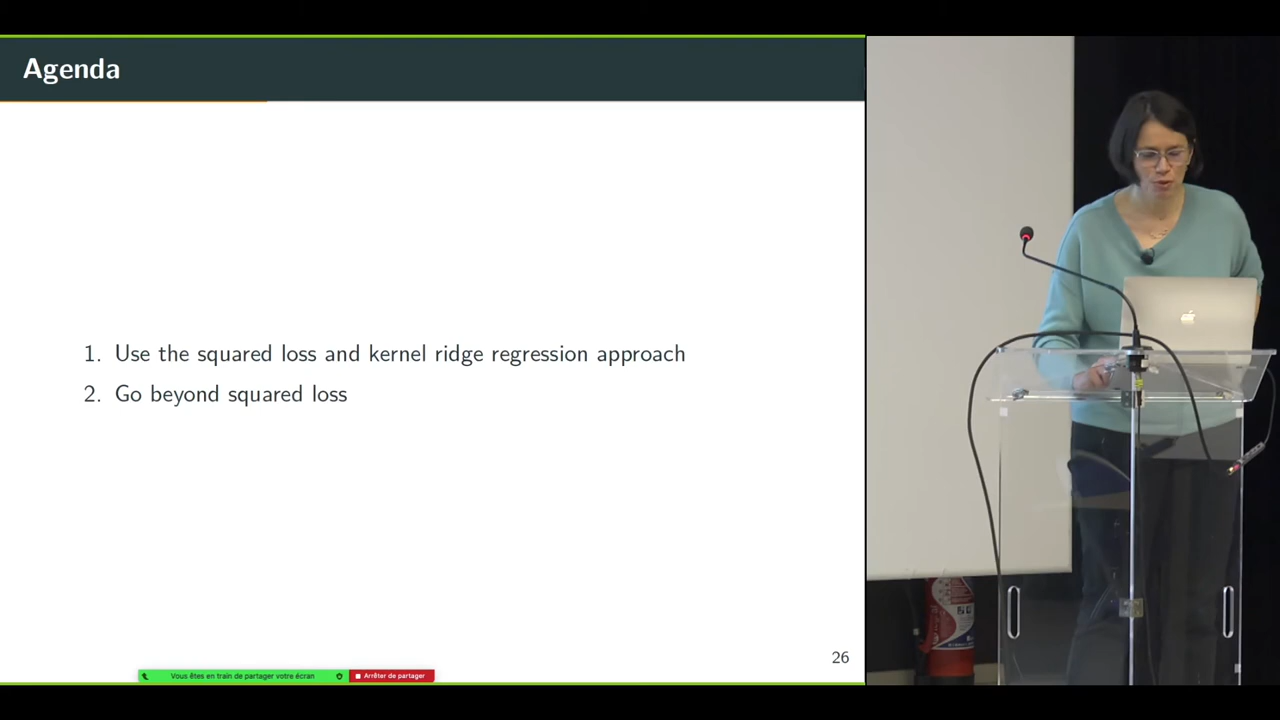 Agenda
1. Use the squared loss and kernel ridge regression approach
2. Go beyond squared loss
26
Vous êtes en train de partager votre écran
Arrêter de partager